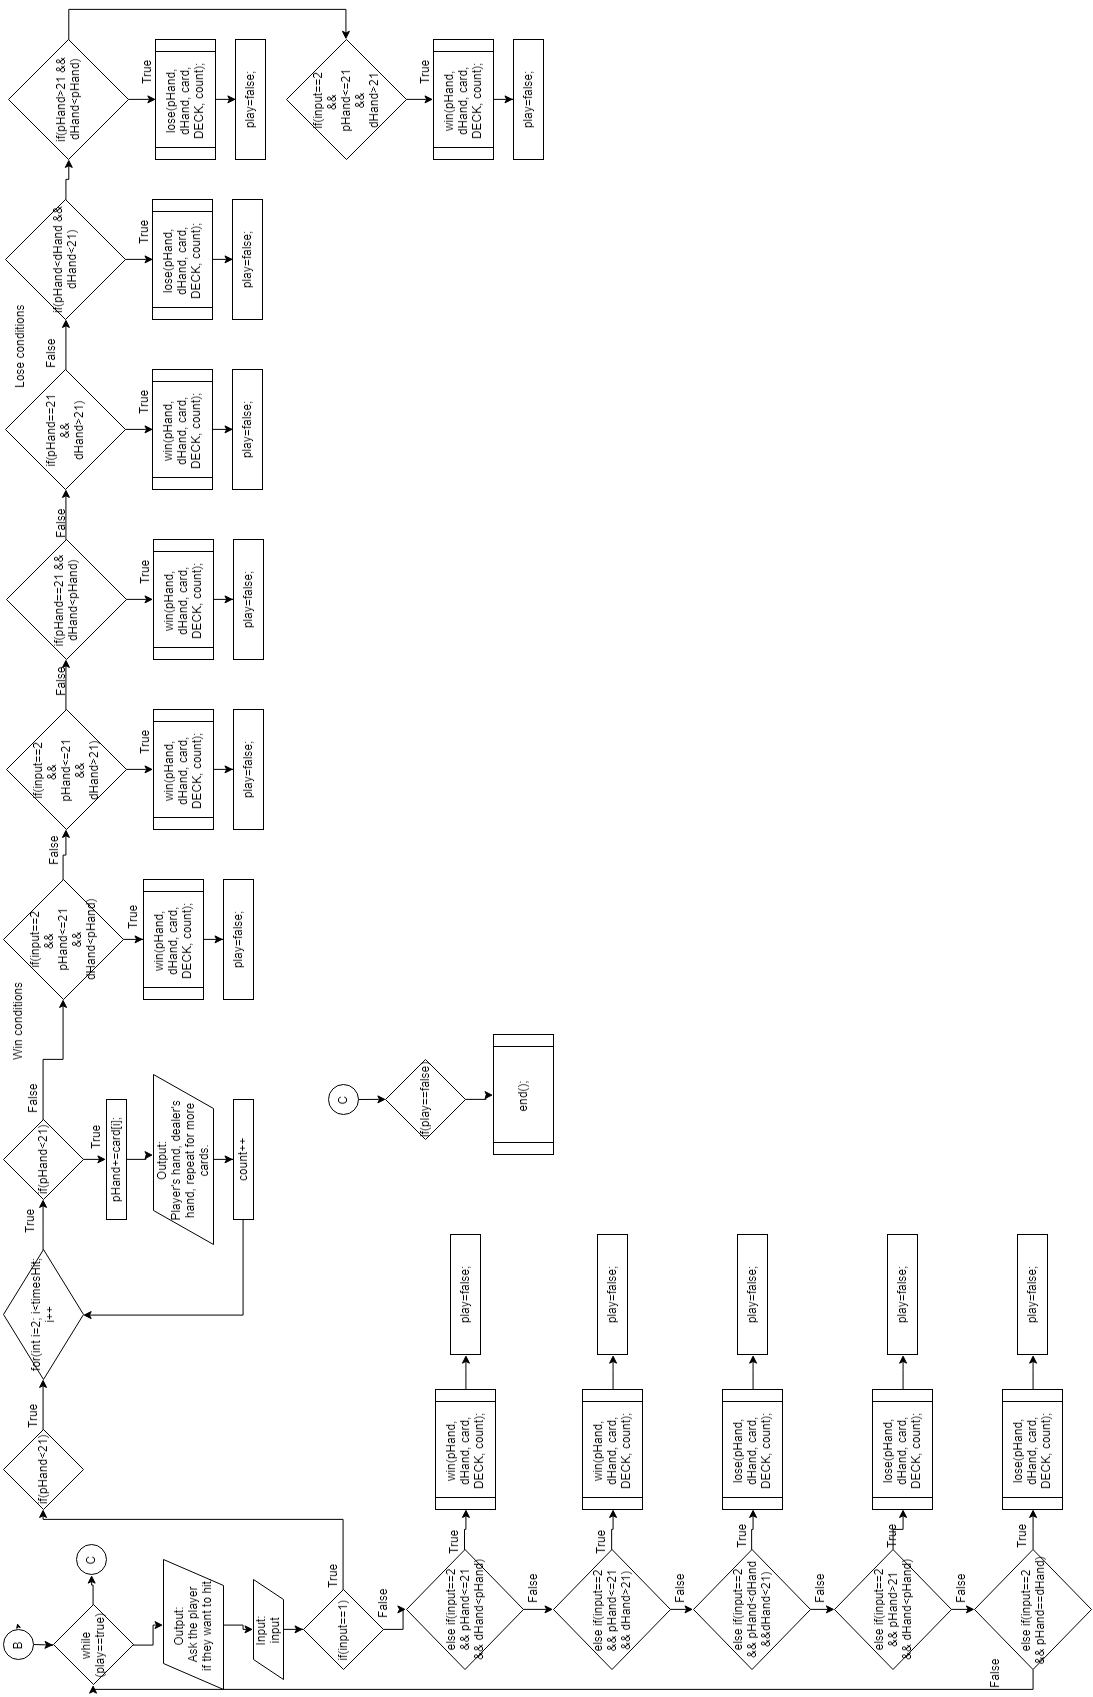 B
while
(play==true)
C
Output:
Ask the player
if they want to hit
Input:
input
if(input==1)
True
False
if(pHand<21)
True
for(int i=2; i<timesHit;
i++
True
if(pHand<21)
True
pHand+=card[i];
Output:
Player's hand, dealer's
hand, repeat for more
cards.
count++
False
Win conditions
if(input==2
&&
pHand<=21
&&
dHand<pHand)
True
win(pHand,
dHand, card,
DECK, count);
play=false;
False
if(input==2
&&
pHand<=21
&&
dHand>21)
True
win(pHand,
dHand, card,
DECK, count);
play=false;
False
if(pHand==21 &&
dHand<pHand)
True
win(pHand,
dHand, card,
DECK, count);
play=false;
False
if(pHand==21
&&
dHand>21)
True
win(pHand,
dHand, card,
DECK, count);
play=false;
False
Lose conditions
if(pHand<dHand &&
dHand<21)
True
lose(pHand,
dHand, card,
DECK, count);
play=false;
if(pHand>21 &&
dHand<pHand)
True
lose(pHand,
dHand, card,
DECK, count);
play=false;
if(input==2
&&
pHand<=21
&&
dHand>21
True
win(pHand,
dHand, card,
DECK, count);
play=false;
C
if(play==false)
end();
else if(input==2
&& pHand<=21
&& dHand<pHand)
True
win(pHand,
dHand, card,
DECK, count);
play=false;
False
else if((input==2
&& pHand<=21
&& dHand>21)
True
win(pHand,
dHand, card,
DECK, count);
play=false;
False
else if(input==2
&& pHand<dHand
&&dHand<21)
True
lose(pHand,
dHand, card,
DECK, count);
play=false;
False
else if(input==2
&& pHand>21
&& dHand<pHand)
True
lose(pHand,
dHand, card,
DECK, count);
play=false;
False
else if(input==2
&& pHand==dHand)
True
lose(pHand,
dHand, card,
DECK, count);
play=false;
False